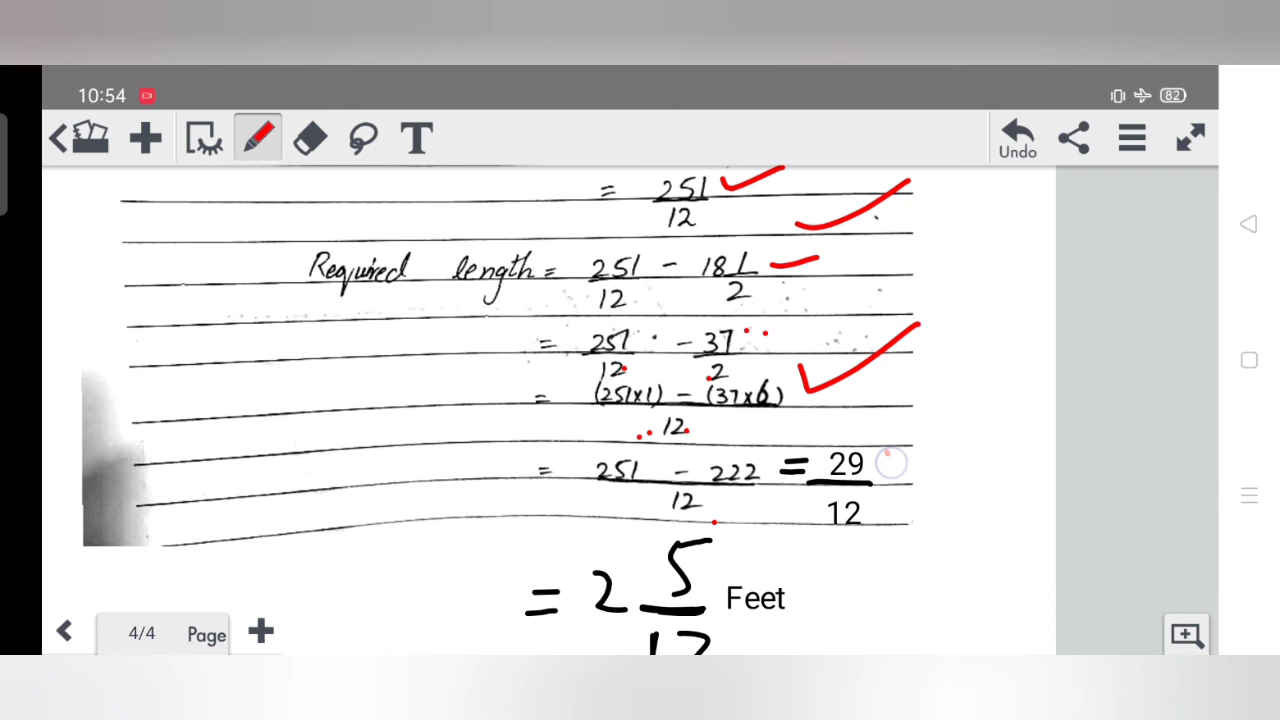 10:54
82
T
Undo
= 251/12
Required length = 251/12 - 18 1/2
= 251/12 - 37/2
= (251×1) - (37×6)/12
= 251 - 222/12 = 29/12
= 2 5/12 Feet
4/4 Page